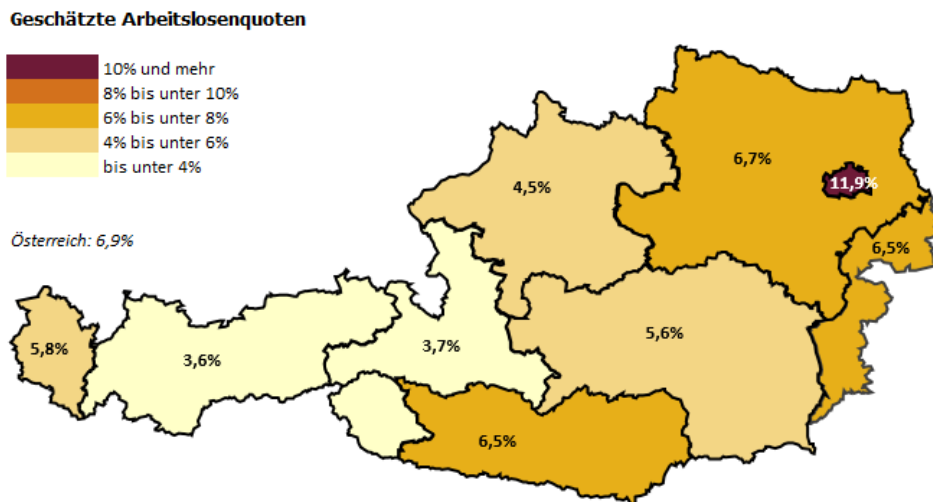 Geschätzte Arbeitslosenquoten
10% und mehr
8% bis unter 10%
6% bis unter 8%
4% bis unter 6%
bis unter 4%
Österreich: 6,9%
6,7%
11,9%
4,5%
6,5%
5,6%
5,8%
3,6%
3,7%
6,5%